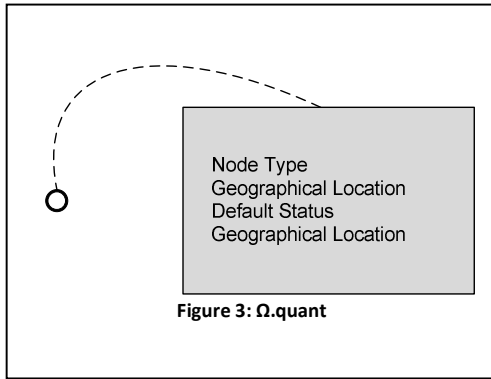 Node Type
Geographical Location
Default Status
Geographical Location
Figure 3: Ω.quant